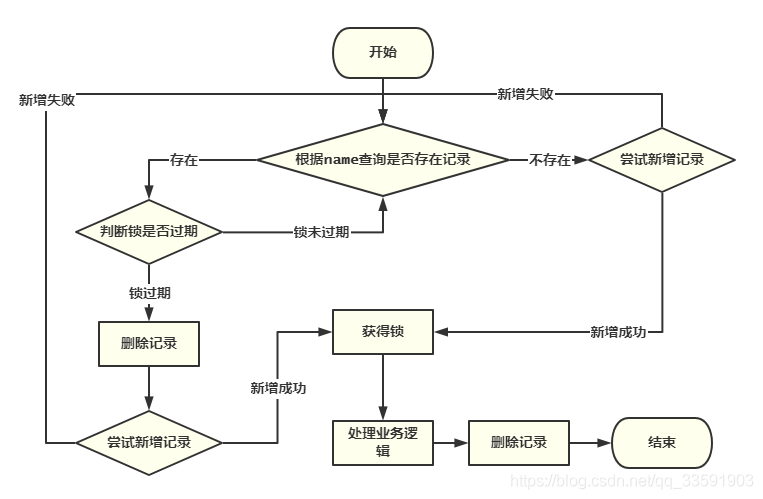 开始
新增失败
新增失败
存在
根据name查询是否存在记录
不存在
尝试新增记录
判断锁是否过期
锁未过期
锁过期
删除记录
获得锁
新增成功
新增成功
尝试新增记录
处理业务逻
辑
删除记录
结束
https://blog.csdn.net/qq_33591903